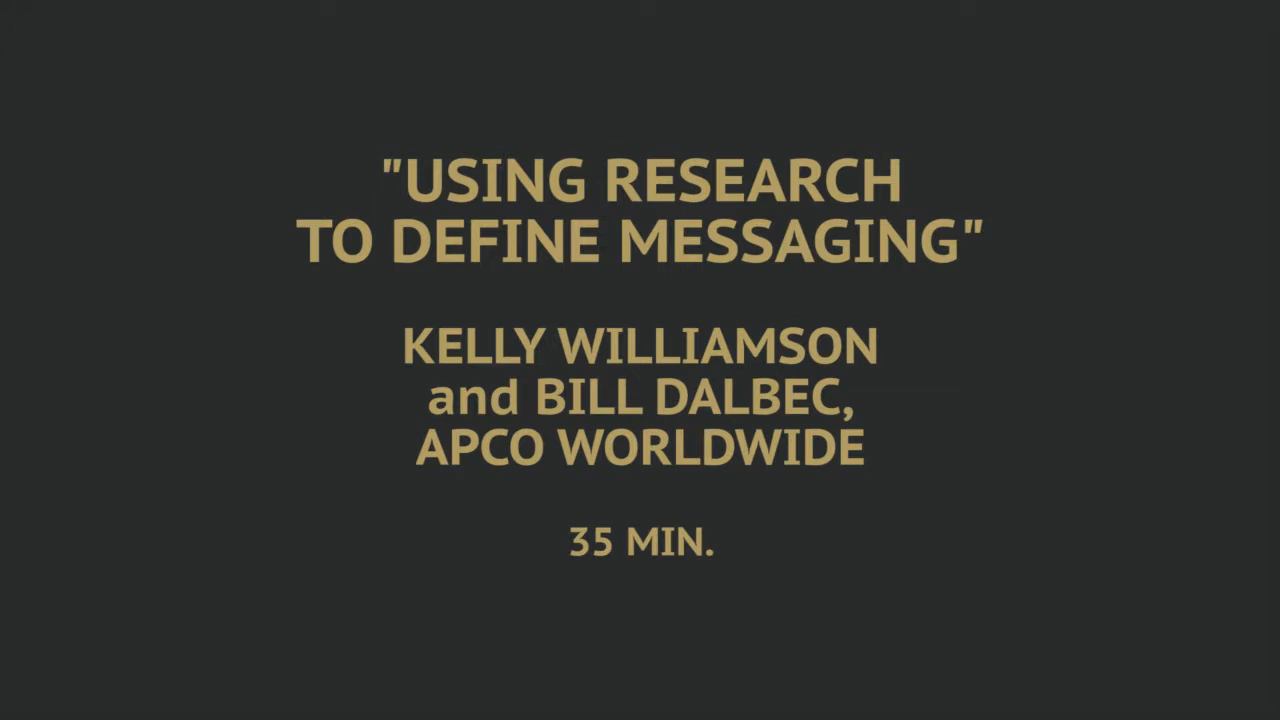 "USING RESEARCH
TO DEFINE MESSAGING"
KELLY WILLIAMSON
and BILL DALBEC,
APCO WORLDWIDE
35 MIN.